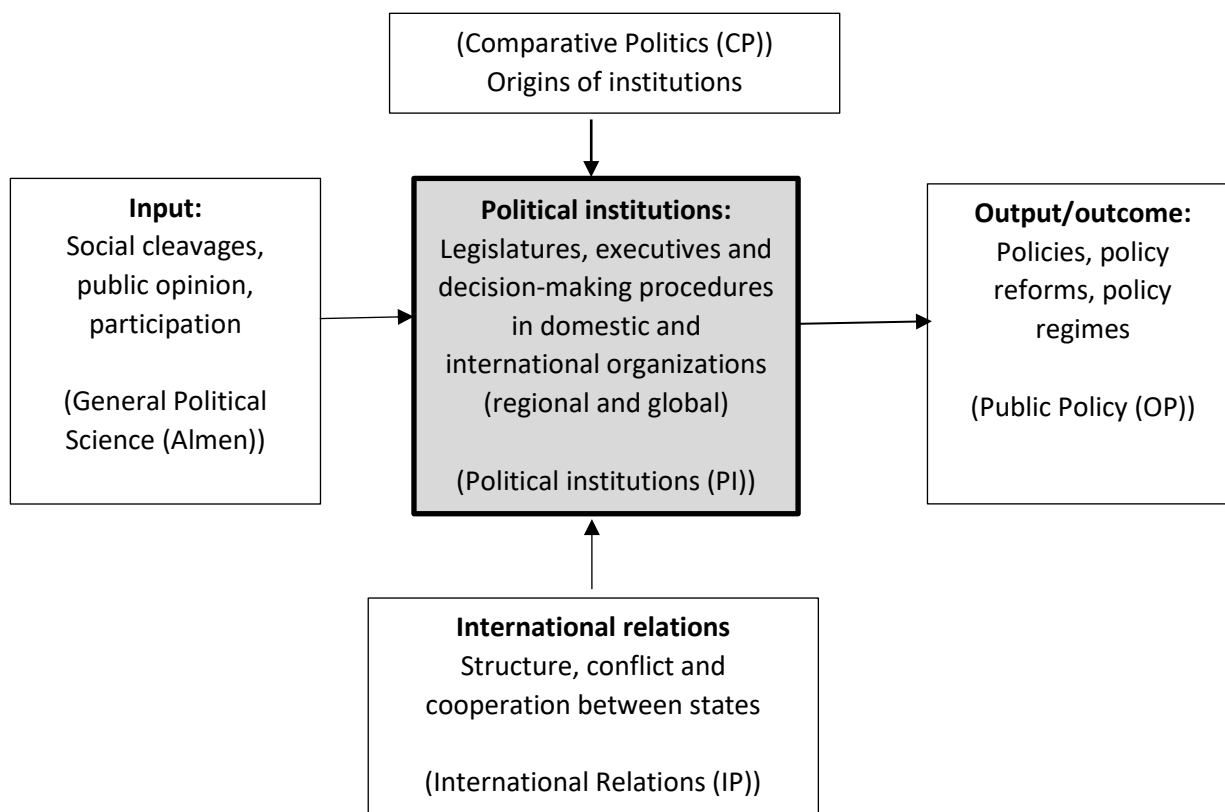 (Comparative Politics (CP))
Origins of institutions
Input:
Social cleavages,
public opinion,
participation
(General Political
Science (Almen))
Political institutions:
Legislatures, executives and
decision-making procedures
in domestic and
international organizations
(regional and global)
(Political institutions (PI))
Output/outcome:
Policies, policy
reforms, policy
regimes
(Public Policy (OP))
International relations
Structure, conflict and
cooperation between states
(International Relations (IP))